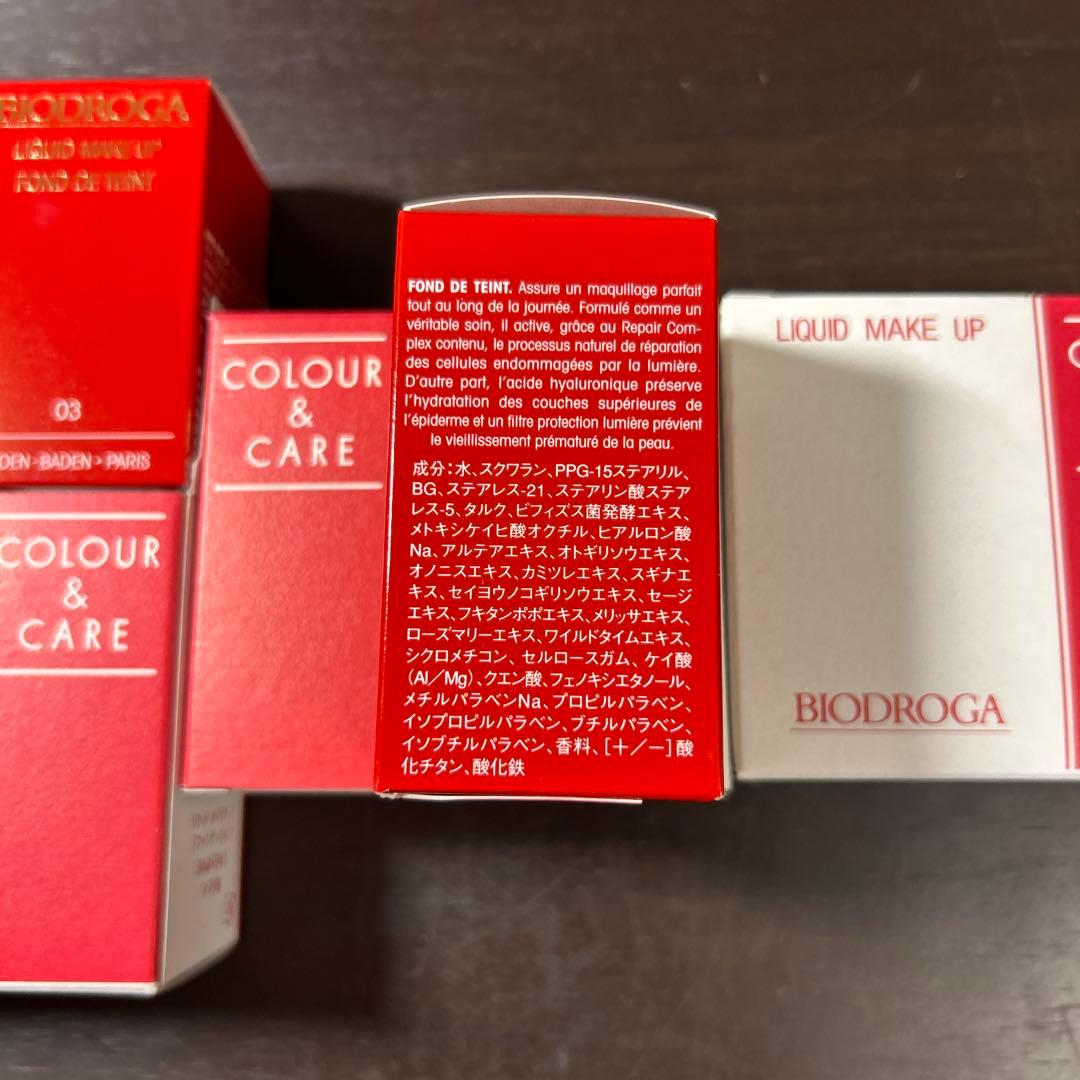 BIODROGA
LIQUID MAKE UP
FOND DE TEINT
03
DEN-BADEN > PARIS
COLOUR
&
CARE
COLOUR
&
CARE
FOND DE TEINT. Assure un maquillage parfait
tout au long de la journée. Formulé comme un
véritable soin, il active, grâce au Repair Com-
plex contenu, le processus naturel de réparation
des cellules endommagées par la lumière.
D'autre part, l'acide hyaluronique préserve
l'hydratation des couches supérieures de
l'épiderme et un filtre protection lumière prévient
le vieillissement prématuré de la peau.
成分:水、スクワラン、PPG-15ステアリル、
BG、ステアレス-21、ステアリン酸ステア
レス-5、タルク、ビフィズス菌発酵エキス、
メトキシケイヒ酸オクチル、ヒアルロン酸
Na、アルテアエキス、オトギリソウエキス、
オノニスエキス、カミツレエキス、スギナエ
キス、セイヨウノコギリソウエキス、セージ
エキス、フキタンポポエキス、メリッサエキス、
ローズマリーエキス、ワイルドタイムエキス、
シクロメチコン、セルロースガム、ケイ酸
(Al/Mg)、クエン酸、フェノキシエタノール、
メチルパラベンNa、プロピルパラベン、
イソプロピルパラベン、ブチルパラベン、
イソブチルパラベン、香料、[+/-]酸
化チタン、酸化鉄
LIQUID MAKE UP
BIODROGA